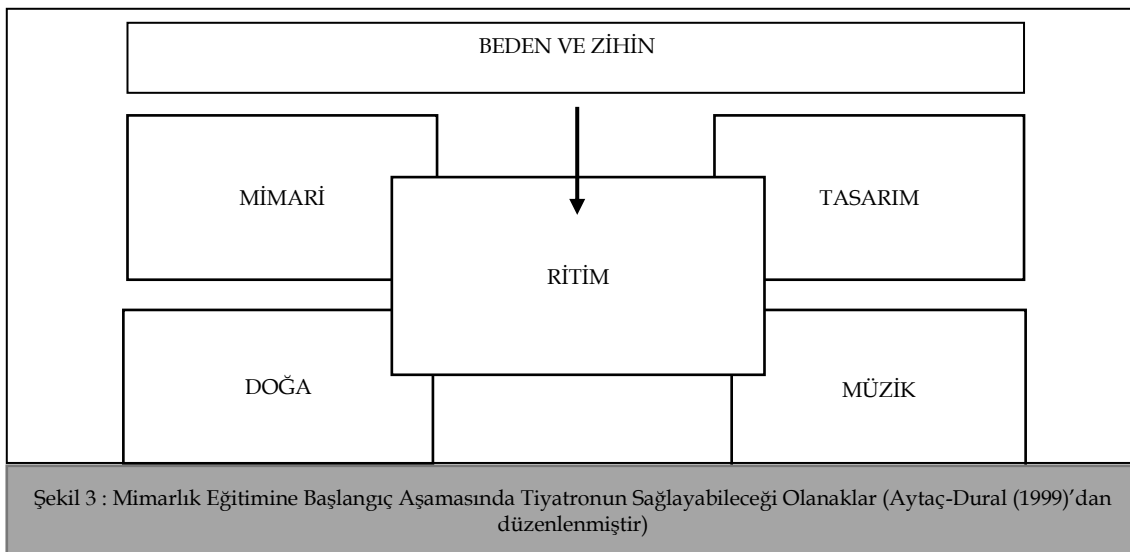 BEDEN VE ZİHİN
MİMARİ
TASARIM
RİTİM
DOĞA
MÜZİK
Şekil 3 : Mimarlık Eğitimine Başlangıç Aşamasında Tiyatronun Sağlayabileceği Olanaklar (Aytaç-Dural (1999)’dan
düzenlenmiştir)